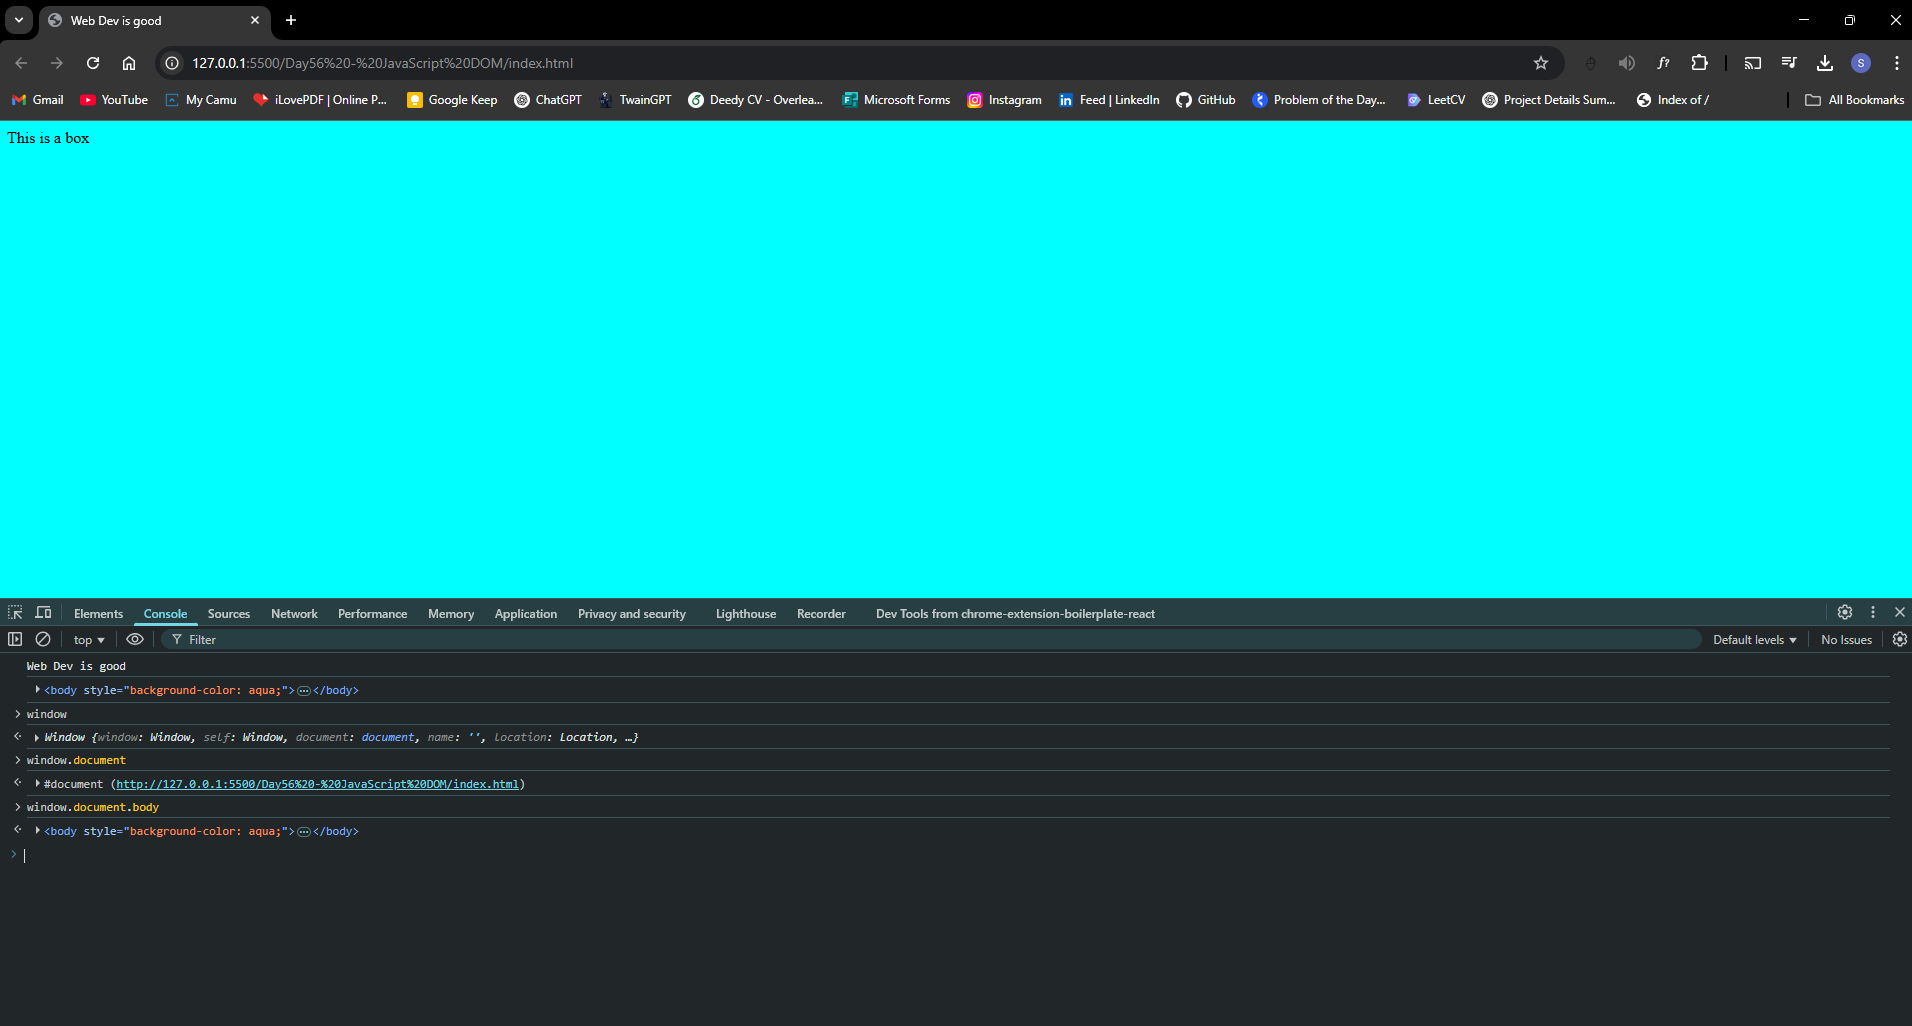 Web Dev is good
127.0.0.1:5500/Day56%20-%20JavaScript%20DOM/index.html
f?
S
Gmail YouTube My Camu iLovePDF | Online P... Google Keep ChatGPT TwainGPT Deedy CV - Overlea... Microsoft Forms Instagram Feed | LinkedIn GitHub Problem of the Day... LeetCV Project Details Sum... Index of / All Bookmarks
This is a box
Elements Console Sources Network Performance Memory Application Privacy and security Lighthouse Recorder Dev Tools from chrome-extension-boilerplate-react
top Filter Default levels No Issues
Web Dev is good
<body style="background-color: aqua;">…</body>
window
Window {window: Window, self: Window, document: document, name: '', location: Location, …}
window.document
#document (http://127.0.0.1:5500/Day56%20-%20JavaScript%20DOM/index.html)
window.document.body
<body style="background-color: aqua;">…</body>